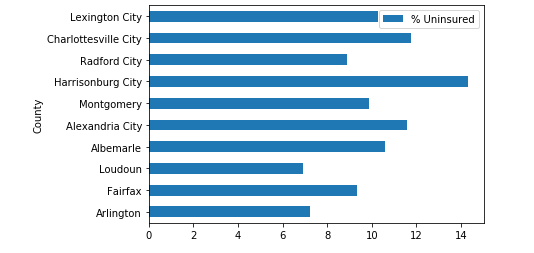 Lexington City
% Uninsured
Charlottesville City
Radford City
Harrisonburg City
Montgomery
Alexandria City
Albemarle
Loudoun
Fairfax
Arlington
County
0 2 4 6 8 10 12 14